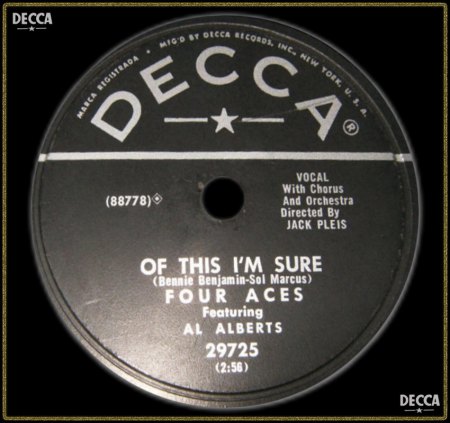 DECCA
MARCA REGISTRADA • MF'G'D BY DECCA RECORDS, INC., NEW YORK, U. S. A.
DECCA®
(88778)
VOCAL
With Chorus
And Orchestra
Directed By
JACK PLEIS
OF THIS I'M SURE
(Bennie Benjamin-Sol Marcus)
FOUR ACES
Featuring
AL ALBERTS
29725
(2:56)
DECCA